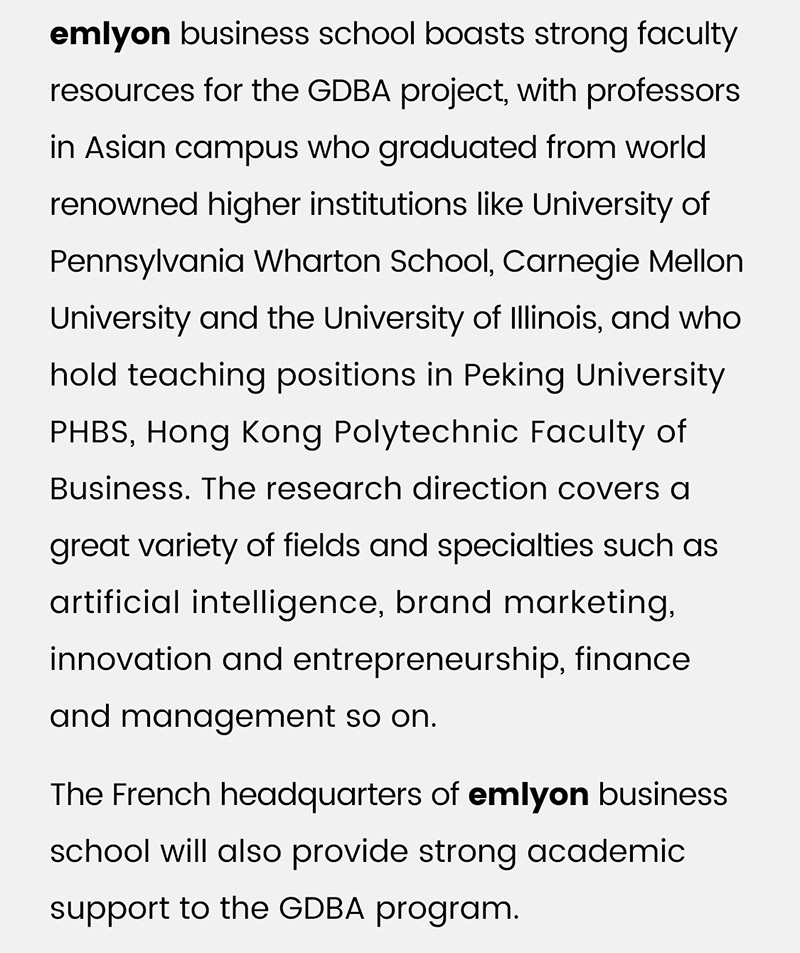 emlyon business school boasts strong faculty
resources for the GDBA project, with professors
in Asian campus who graduated from world
renowned higher institutions like University of
Pennsylvania Wharton School, Carnegie Mellon
University and the University of Illinois, and who
hold teaching positions in Peking University
PHBS, Hong Kong Polytechnic Faculty of
Business. The research direction covers a
great variety of fields and specialties such as
artificial intelligence, brand marketing,
innovation and entrepreneurship, finance
and management so on.
The French headquarters of emlyon business
school will also provide strong academic
support to the GDBA program.